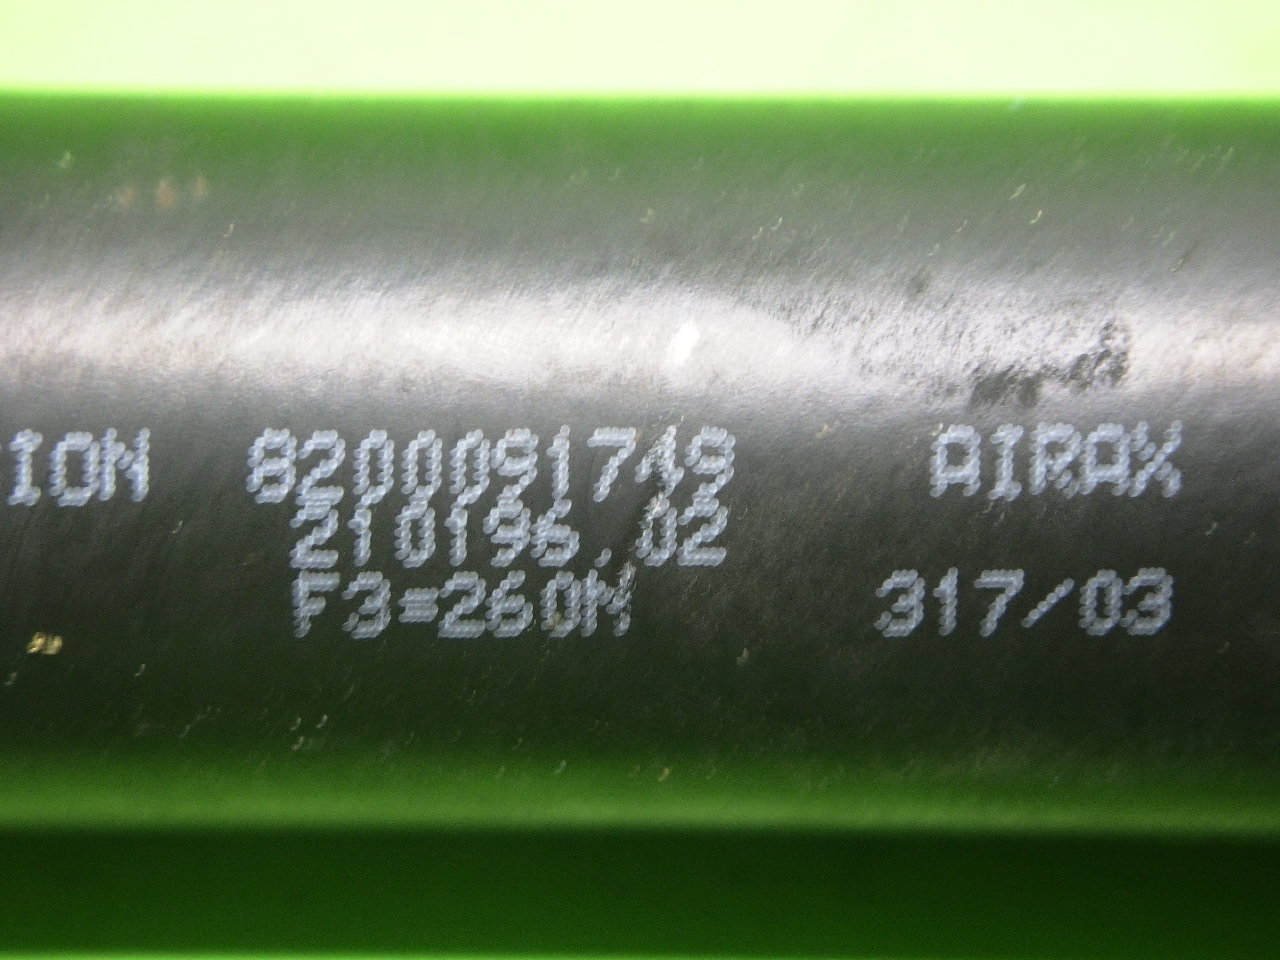 ION 8200091749 AIRAX
210196.02
F3=260N 317/03